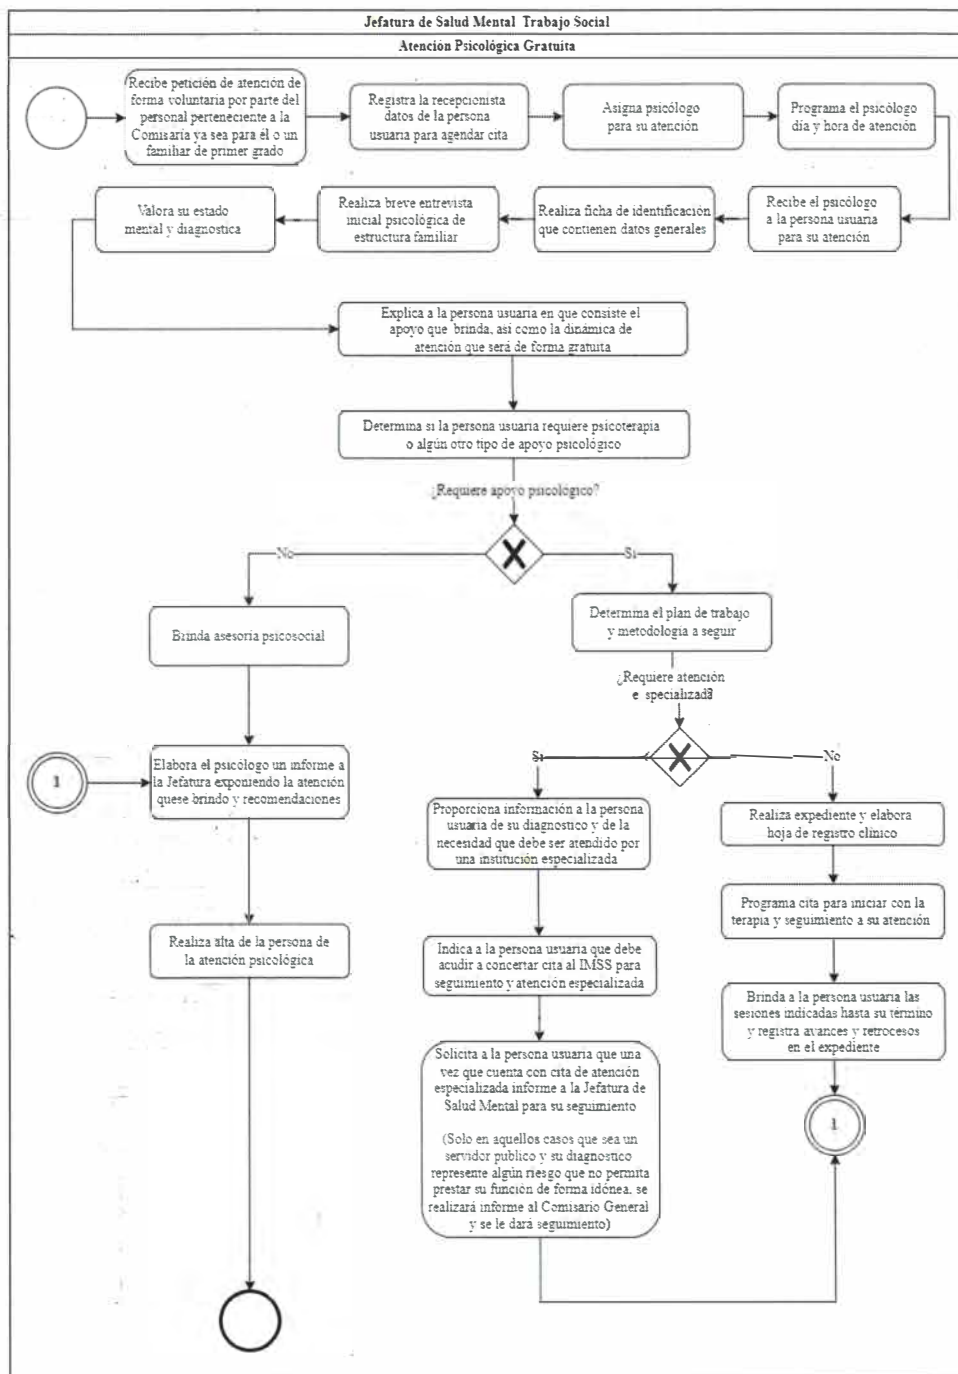 Jefatura de Salud Mental Trabajo Social
Atención Psicológica Gratuita
Recibe petición de atención de
forma voluntaria por parte del
personal perteneciente a la
Comisaría ya sea para él o un
familiar de primer grado
Registra la recepcionista
datos de la persona
usuaria para agendar cita
Asigna psicólogo
para su atención
Programa el psicólogo
día y hora de atención
Recibe el psicólogo
a la persona usuaria
para su atención
Realiza ficha de identificación
que contienen datos generales
Realiza breve entrevista
inicial psicológica de
estructura familiar
Valora su estado
mental y diagnostica
Explica a la persona usuaria en que consiste el
apoyo que brinda, así como la dinámica de
atención que será de forma gratuita
Determina si la persona usuaria requiere psicoterapia
o algún otro tipo de apoyo psicológico
¿Requiere apoyo psicológico?
No
Si
Brinda asesoría psicosocial
Determina el plan de trabajo
y metodología a seguir
¿Requiere atención
e specializada?
Si
No
1
Elabora el psicólogo un informe a
la Jefatura exponiendo la atención
quese brindo y recomendaciones
Realiza alta de la persona de
la atención psicológica
Proporciona información a la persona
usuaria de su diagnostico y de la
necesidad que debe ser atendido por
una institución especializada
Indica a la persona usuaria que debe
acudir a concertar cita al IMSS para
seguimiento y atención especializada
Solicita a la persona usuaria que una
vez que cuenta con cita de atención
especializada informe a la Jefatura de
Salud Mental para su seguimiento
(Solo en aquellos casos que sea un
servidor publico y su diagnostico
represente algún riesgo que no permita
prestar su función de forma idónea, se
realizará informe al Comisario General
y se le dará seguimiento)
Realiza expediente y elabora
hoja de registro clínico
Programa cita para iniciar con la
terapia y seguimiento a su atención
Brinda a la persona usuaria las
sesiones indicadas hasta su término
y registra avances y retrocesos
en el expediente
1